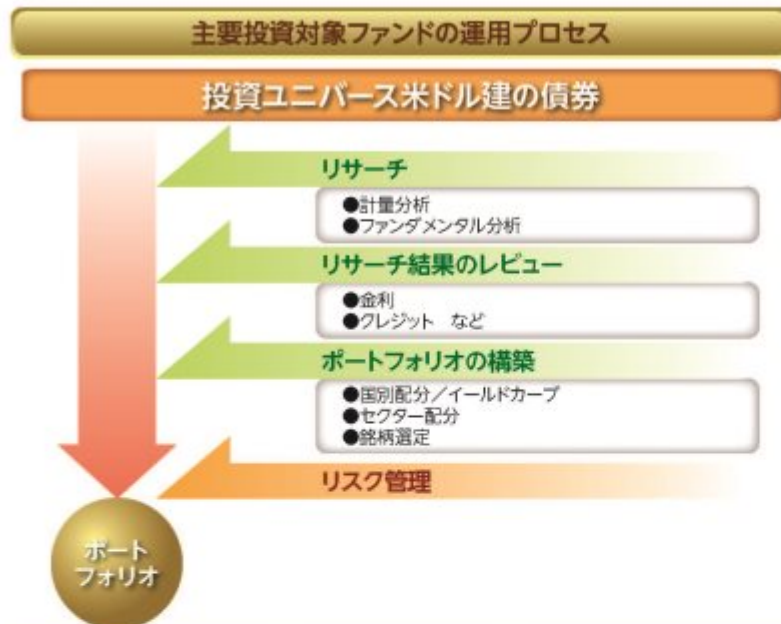 主要投資対象ファンドの運用プロセス
投資ユニバース米ドル建の債券
リサーチ
●計量分析
●ファンダメンタル分析
リサーチ結果のレビュー
●金利
●クレジット　など
ポートフォリオの構築
●国別配分／イールドカーブ
●セクター配分
●銘柄選定
リスク管理
ポート
フォリオ